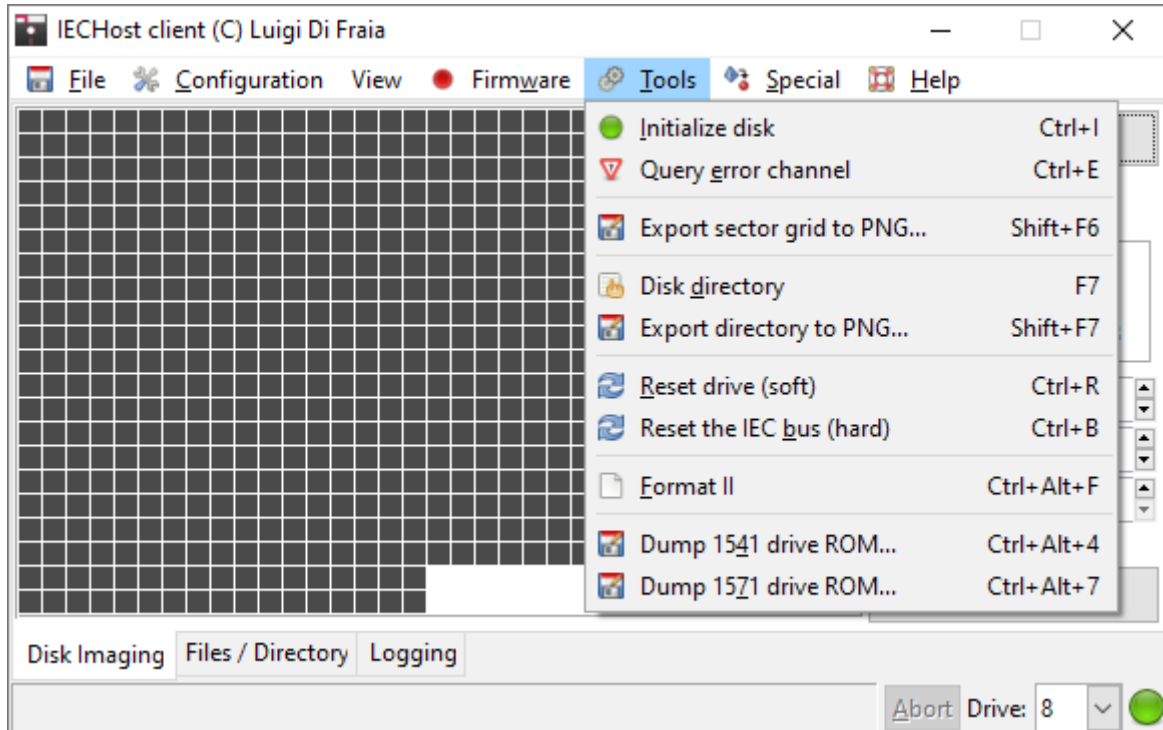 IECHost client (C) Luigi Di Fraia
File Configuration View Firmware Tools Special Help
Initialize disk Ctrl+I
Query error channel Ctrl+E
Export sector grid to PNG... Shift+F6
Disk directory F7
Export directory to PNG... Shift+F7
Reset drive (soft) Ctrl+R
Reset the IEC bus (hard) Ctrl+B
Format II Ctrl+Alt+F
Dump 1541 drive ROM... Ctrl+Alt+4
Dump 1571 drive ROM... Ctrl+Alt+7
Disk Imaging Files / Directory Logging
Abort Drive: 8